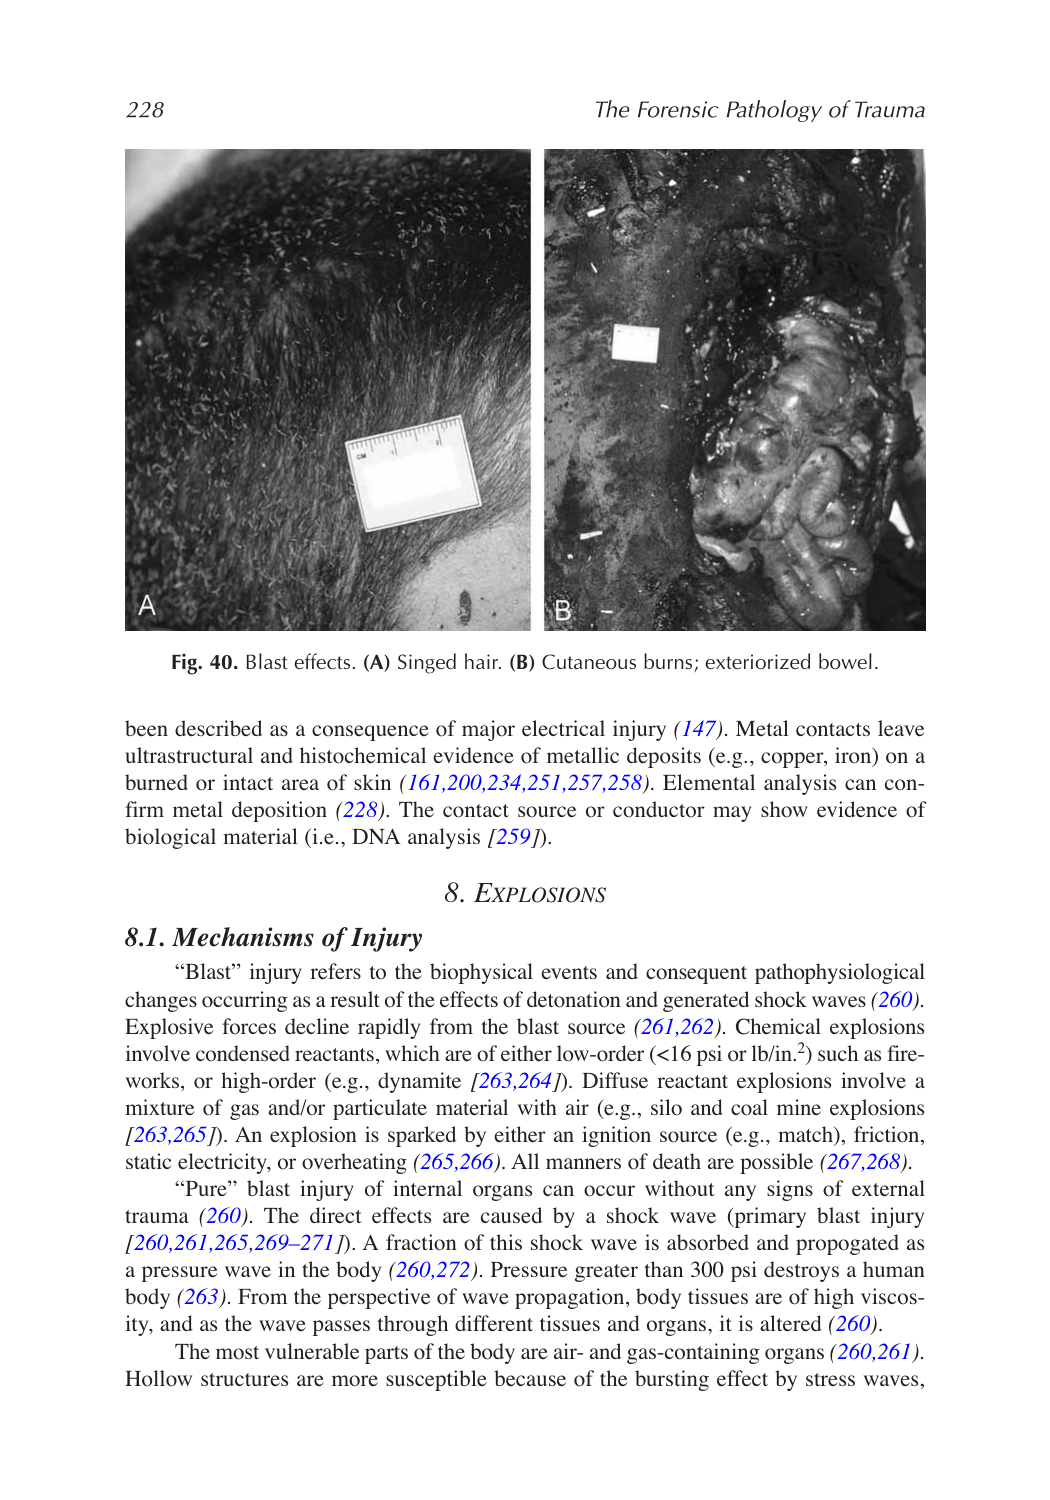 228
The Forensic Pathology of Trauma
CM
1
2
A
B
Fig. 40. Blast effects. (A) Singed hair. (B) Cutaneous burns; exteriorized bowel.
been described as a consequence of major electrical injury (147). Metal contacts leave
ultrastructural and histochemical evidence of metallic deposits (e.g., copper, iron) on a
burned or intact area of skin (161,200,234,251,257,258). Elemental analysis can con-
firm metal deposition (228). The contact source or conductor may show evidence of
biological material (i.e., DNA analysis [259]).
8. EXPLOSIONS
8.1. Mechanisms of Injury
“Blast” injury refers to the biophysical events and consequent pathophysiological
changes occurring as a result of the effects of detonation and generated shock waves (260).
Explosive forces decline rapidly from the blast source (261,262). Chemical explosions
involve condensed reactants, which are of either low-order (<16 psi or lb/in.²) such as fire-
works, or high-order (e.g., dynamite [263,264]). Diffuse reactant explosions involve a
mixture of gas and/or particulate material with air (e.g., silo and coal mine explosions
[263,265]). An explosion is sparked by either an ignition source (e.g., match), friction,
static electricity, or overheating (265,266). All manners of death are possible (267,268).
“Pure” blast injury of internal organs can occur without any signs of external
trauma (260). The direct effects are caused by a shock wave (primary blast injury
[260,261,265,269–271]). A fraction of this shock wave is absorbed and propogated as
a pressure wave in the body (260,272). Pressure greater than 300 psi destroys a human
body (263). From the perspective of wave propagation, body tissues are of high viscos-
ity, and as the wave passes through different tissues and organs, it is altered (260).
The most vulnerable parts of the body are air- and gas-containing organs (260,261).
Hollow structures are more susceptible because of the bursting effect by stress waves,